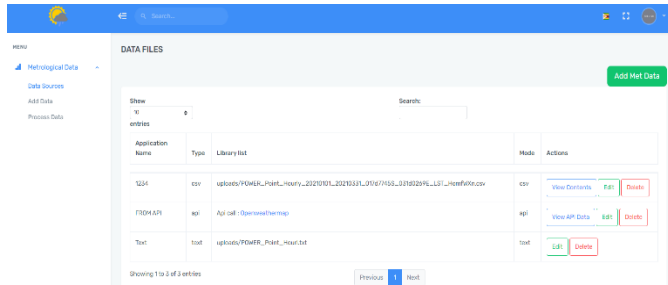 Search...
MENU
DATA FILES
Metrological Data
Add Met Data
Data Sources
Add Data
Process Data
Show
10
entries
Search:
Application Name Type Library list Mode Actions
1234 csv csv View Contents Edit Delete
FROM API api Api call :Openweathermap api View API Data Edit Delete
Text text uploads/POWER_Point_Hourl.txt text Edit Delete
Showing 1 to 3 of 3 entries
Previous 1 Next